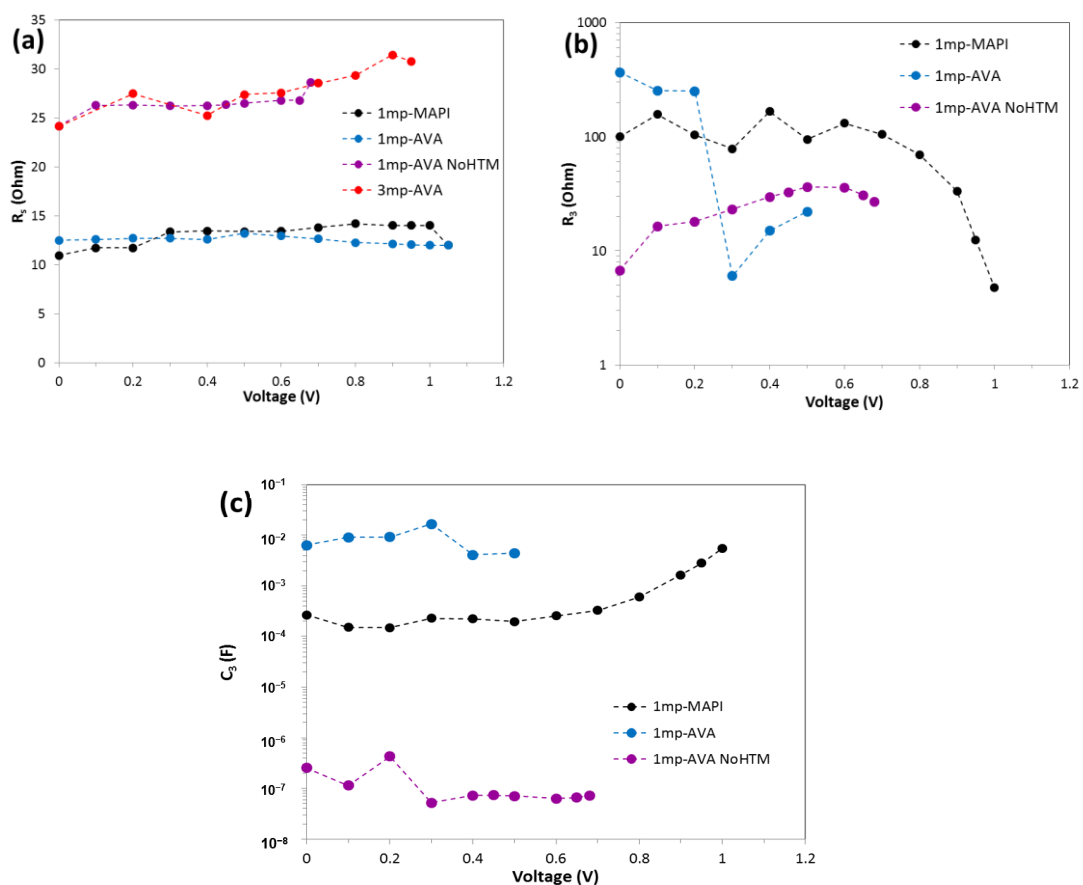 (a)
35
30
25
20
15
10
5
0
R_s (Ohm)
1mp-MAPI
1mp-AVA
1mp-AVA NoHTM
3mp-AVA
0 0.2 0.4 0.6 0.8 1 1.2
Voltage (V)
(b)
1000
100
10
1
R_3 (Ohm)
1mp-MAPI
1mp-AVA
1mp-AVA NoHTM
0 0.2 0.4 0.6 0.8 1 1.2
Voltage (V)
(c)
10⁻¹
10⁻²
10⁻³
10⁻⁴
10⁻⁵
10⁻⁶
10⁻⁷
10⁻⁸
C_3 (F)
1mp-MAPI
1mp-AVA
1mp-AVA NoHTM
0 0.2 0.4 0.6 0.8 1 1.2
Voltage (V)